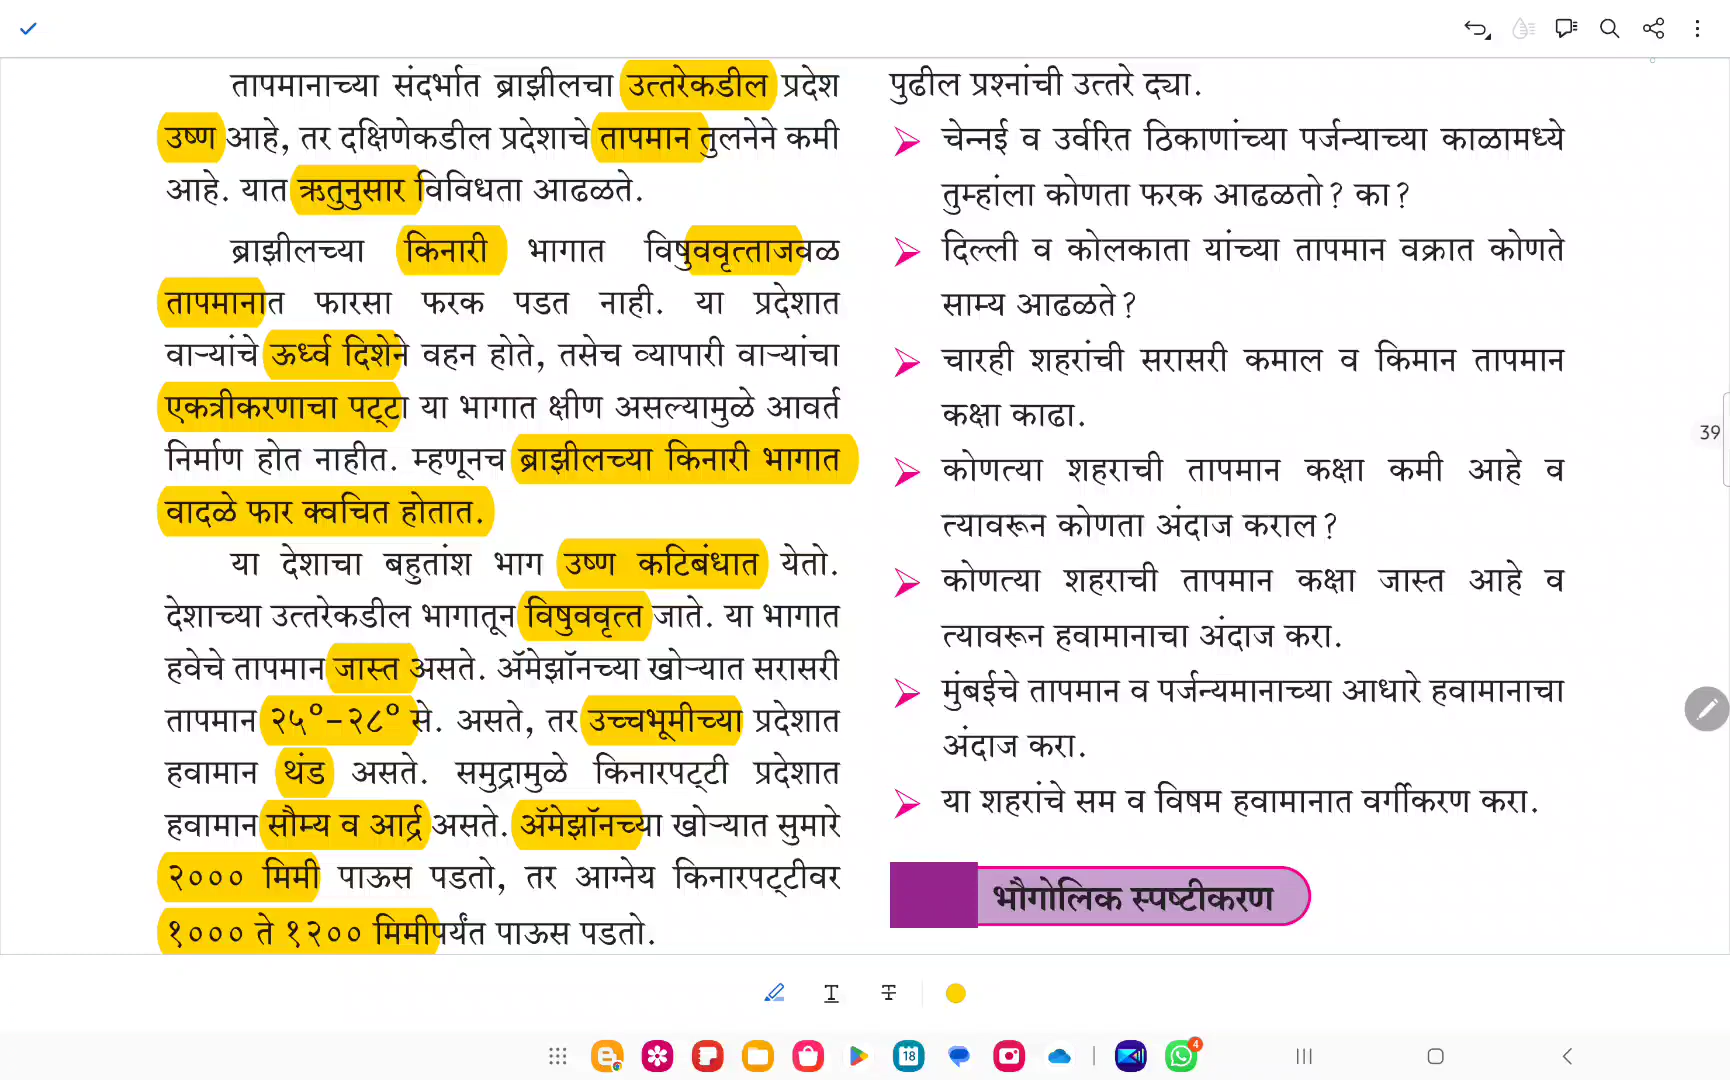 तापमानाच्या संदर्भात ब्राझीलचा उत्तरेकडील प्रदेश
उष्ण आहे, तर दक्षिणेकडील प्रदेशाचे तापमान तुलनेने कमी
आहे. यात ऋतुनुसार विविधता आढळते.
ब्राझीलच्या किनारी भागात विषुववृत्ताजवळ
तापमानात फारसा फरक पडत नाही. या प्रदेशात
वाऱ्यांचे ऊर्ध्व दिशेने वहन होते, तसेच व्यापारी वाऱ्यांचा
एकत्रीकरणाचा पट्टा या भागात क्षीण असल्यामुळे आवर्त
निर्माण होत नाहीत. म्हणूनच ब्राझीलच्या किनारी भागात
वादळे फार क्वचित होतात.
या देशाचा बहुतांश भाग उष्ण कटिबंधात येतो.
देशाच्या उत्तरेकडील भागातून विषुववृत्त जाते. या भागात
हवेचे तापमान जास्त असते. ॲमेझॉनच्या खोऱ्यात सरासरी
तापमान २५°-२८° से. असते, तर उच्चभूमीच्या प्रदेशात
हवामान थंड असते. समुद्रामुळे किनारपट्टी प्रदेशात
हवामान सौम्य व आर्द्र असते. ॲमेझॉनच्या खोऱ्यात सुमारे
२००० मिमी पाऊस पडतो, तर आग्नेय किनारपट्टीवर
१००० ते १२०० मिमीपर्यंत पाऊस पडतो.
पुढील प्रश्नांची उत्तरे द्या.
चेन्नई व उर्वरित ठिकाणांच्या पर्जन्याच्या काळामध्ये
तुम्हांला कोणता फरक आढळतो? का?
दिल्ली व कोलकाता यांच्या तापमान वक्रात कोणते
साम्य आढळते?
चारही शहरांची सरासरी कमाल व किमान तापमान
कक्षा काढा.
कोणत्या शहराची तापमान कक्षा कमी आहे व
त्यावरून कोणता अंदाज कराल?
कोणत्या शहराची तापमान कक्षा जास्त आहे व
त्यावरून हवामानाचा अंदाज करा.
मुंबईचे तापमान व पर्जन्यमानाच्या आधारे हवामानाचा
अंदाज करा.
या शहरांचे सम व विषम हवामानात वर्गीकरण करा.
भौगोलिक स्पष्टीकरण
39
18
4